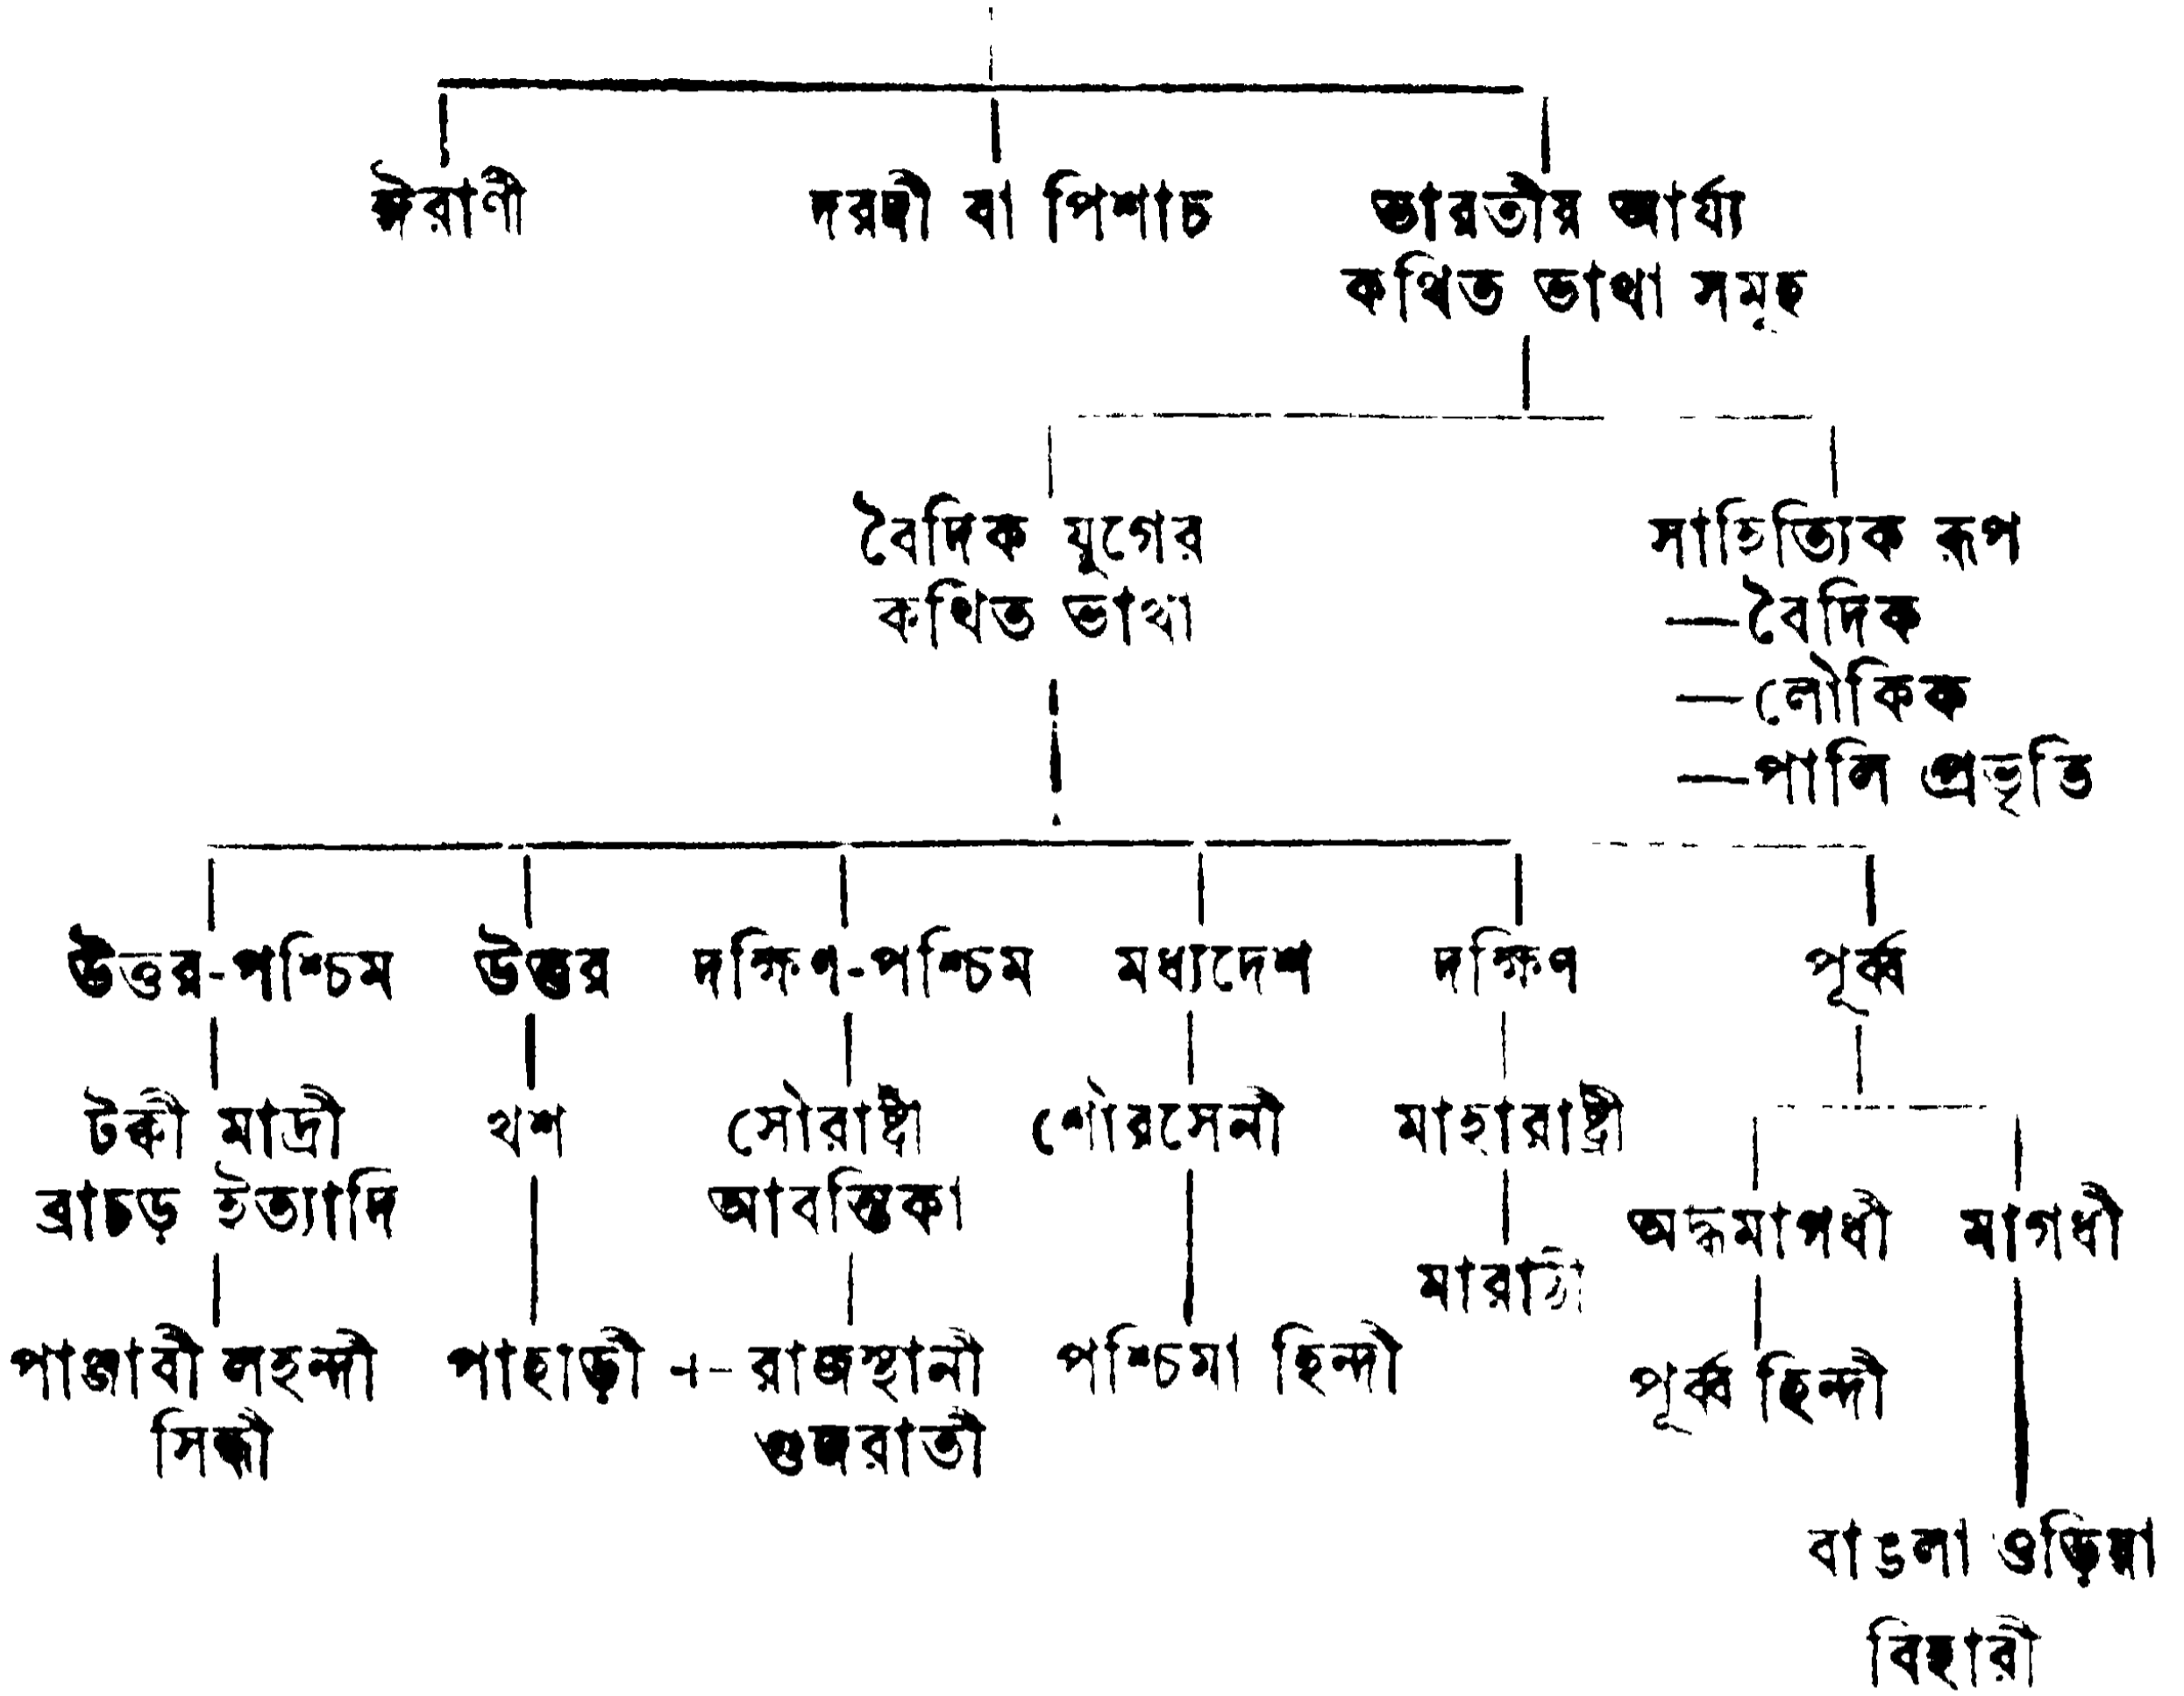 ঈরাণী দরদী বা পিশাচ ভারতীয় আর্য্য
কথিত ভাষা সমূহ
বৈদিক যুগের সাহিত্যিক রূপ
কথিত ভাষা —বৈদিক
—লৌকিক
—পালি প্রভৃতি
উত্তর-পশ্চিম উত্তর দক্ষিণ-পশ্চিম মধ্যদেশ দক্ষিণ পূর্ব্ব
টক্কী মাদ্রী খশ সৌরাষ্ট্রী শৌরসেনী মাহারাষ্ট্রী
ব্রাচড় ইত্যাদি আবন্তিকা অর্দ্ধমাগধী মাগধী
মারাঠী
পাঞ্জাবী লহন্দী পাহাড়ী +-রাজস্থানী পশ্চিমা হিন্দী পূর্ব্ব হিন্দী
সিন্ধী গুজরাতী
বাঙলা ওড়িয়া
বিহারী